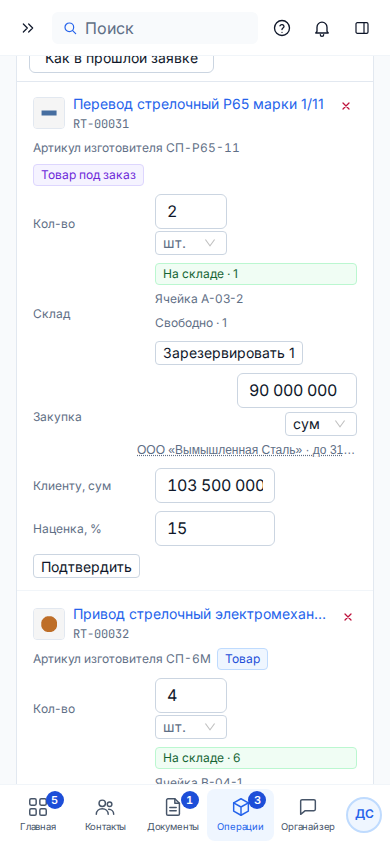 Поиск
Как в прошлой заявке
Перевод стрелочный Р65 марки 1/11
RT-00031
Артикул изготовителя СП-Р65-11
Товар под заказ
Кол-во
2
шт.
Склад
На складе · 1
Ячейка A-03-2
Свободно · 1
Зарезервировать 1
Закупка
90 000 000
сум
ООО «Вымышленная Сталь» · до 31...
Клиенту, сум
103 500 000
Наценка, %
15
Подтвердить
Привод стрелочный электромехан...
RT-00032
Артикул изготовителя СП-6М
Товар
Кол-во
4
шт.
На складе · 6
Ячейка B-04-1
5
1
3
Главная
Контакты
Документы
Операции
Органайзер
ДС